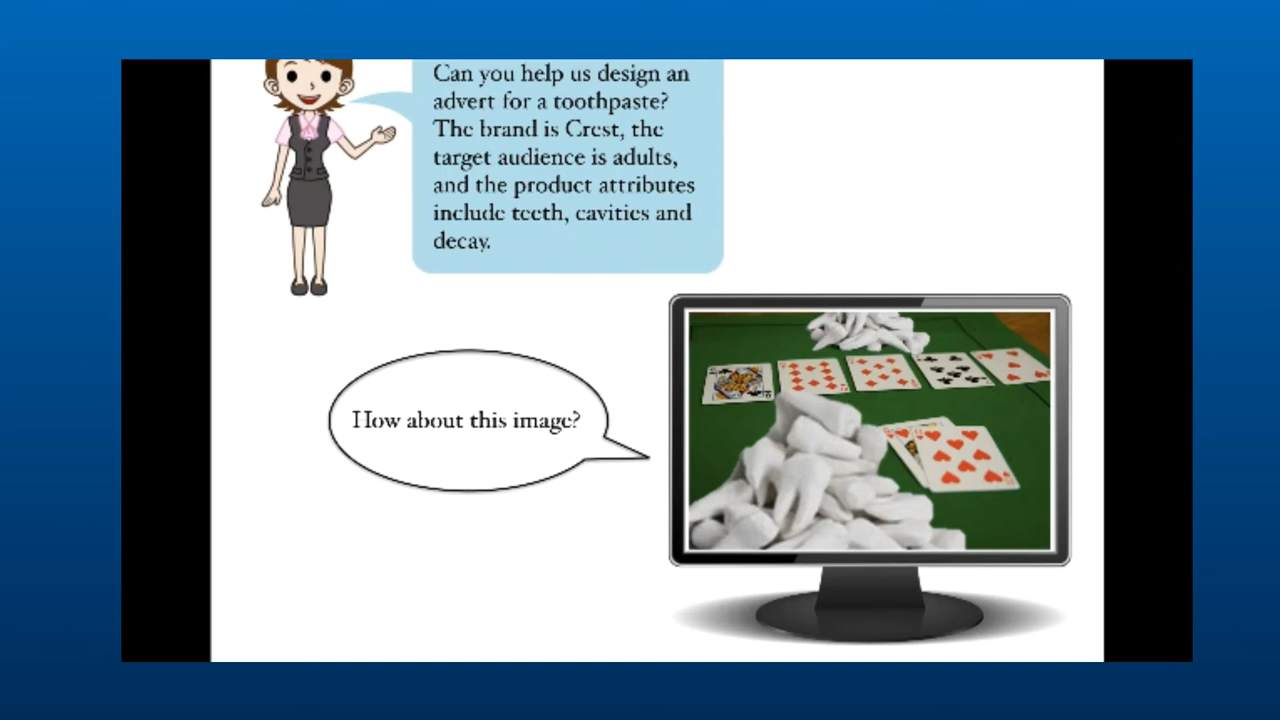 Can you help us design an
advert for a toothpaste?
The brand is Crest, the
target audience is adults,
and the product attributes
include teeth, cavities and
decay.
How about this image?